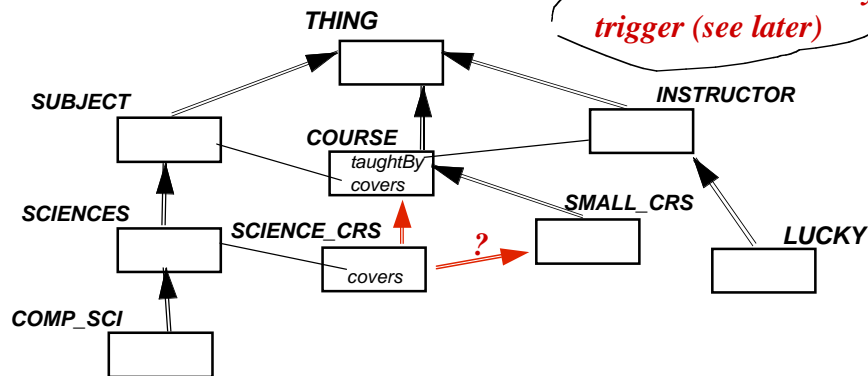 trigger (see later)
THING
SUBJECT
INSTRUCTOR
COURSE
taughtBy
covers
SCIENCES
SCIENCE_CRS
SMALL_CRS
?
LUCKY
covers
COMP_SCI